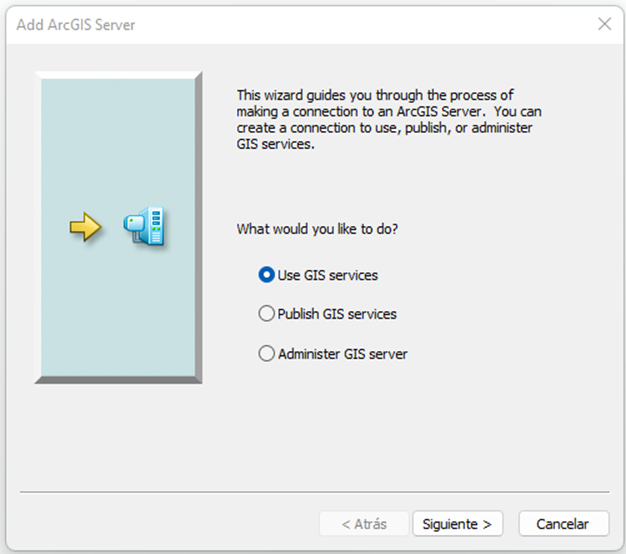 Add ArcGIS Server
This wizard guides you through the process of
making a connection to an ArcGIS Server.  You can
create a connection to use, publish, or administer
GIS services.
What would you like to do?
Use GIS services
Publish GIS services
Administer GIS server
< Atrás
Siguiente >
Cancelar